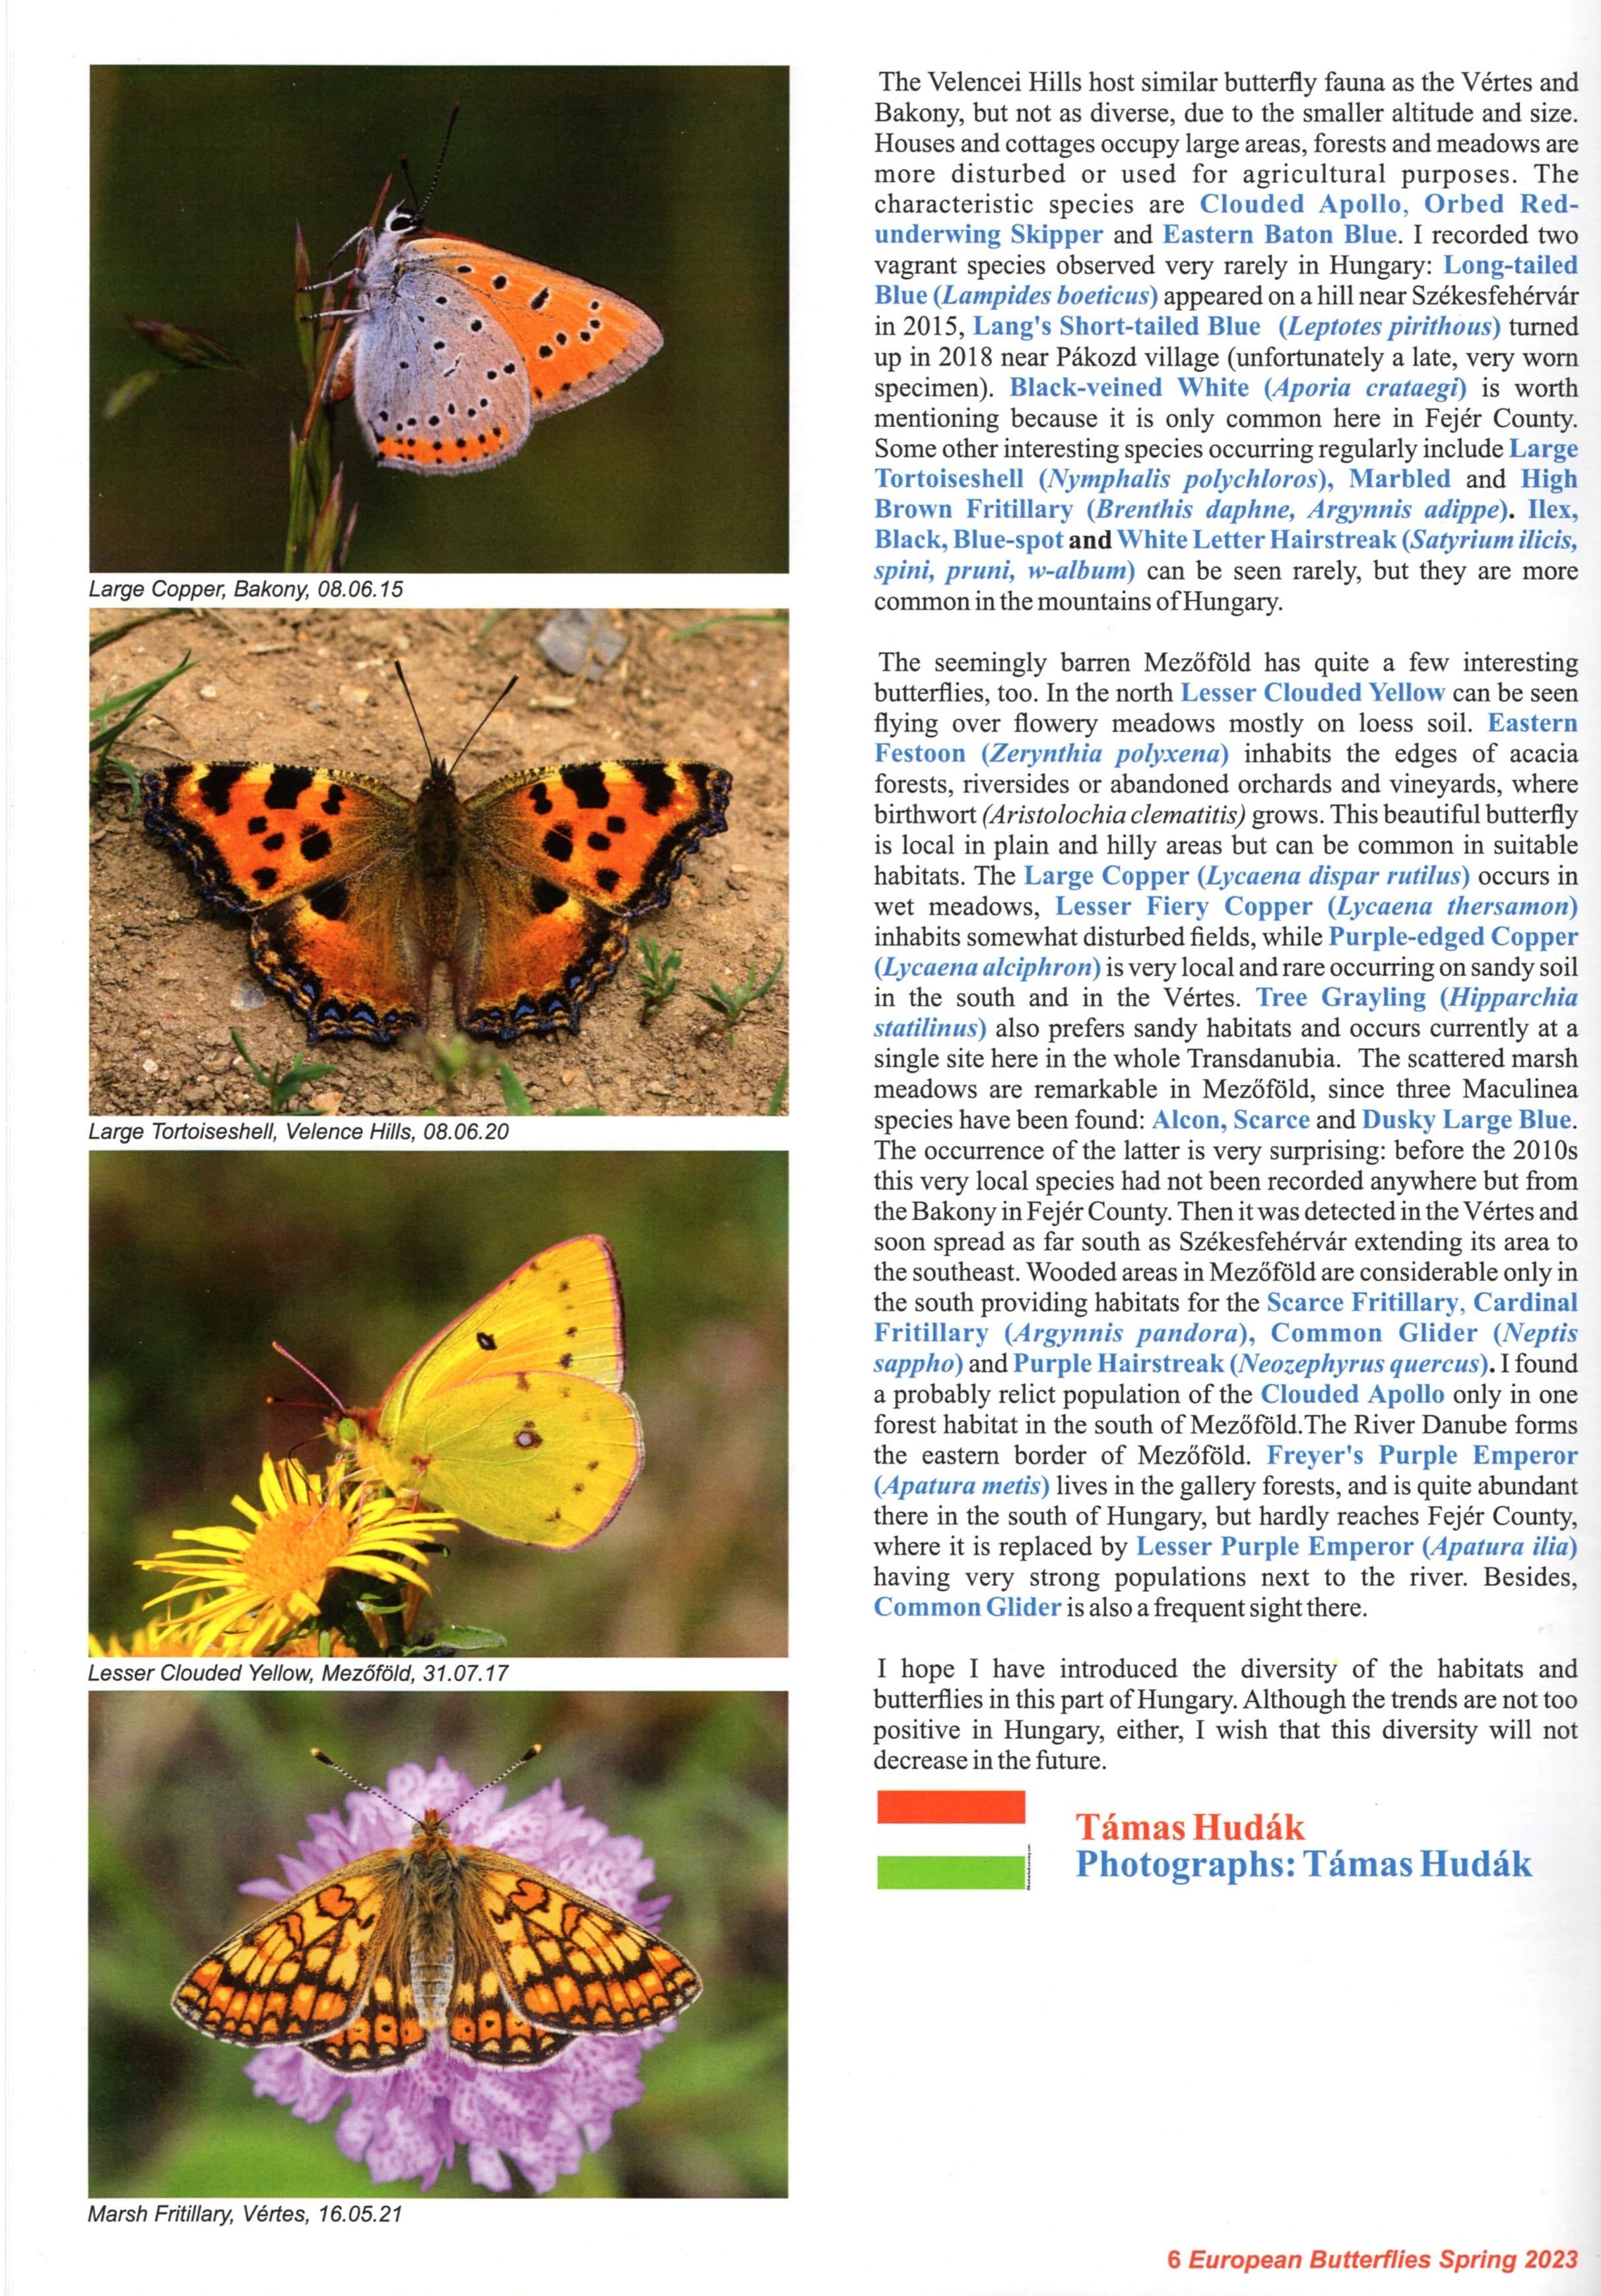 Large Copper, Bakony, 08.06.15
Large Tortoiseshell, Velence Hills, 08.06.20
Lesser Clouded Yellow, Mezőföld, 31.07.17
Marsh Fritillary, Vértes, 16.05.21
The Velencei Hills host similar butterfly fauna as the Vértes and
Bakony, but not as diverse, due to the smaller altitude and size.
Houses and cottages occupy large areas, forests and meadows are
more disturbed or used for agricultural purposes. The
characteristic species are Clouded Apollo, Orbed Red-
underwing Skipper and Eastern Baton Blue. I recorded two
vagrant species observed very rarely in Hungary: Long-tailed
Blue (Lampides boeticus) appeared on a hill near Székesfehérvár
in 2015, Lang's Short-tailed Blue (Leptotes pirithous) turned
up in 2018 near Pákozd village (unfortunately a late, very worn
specimen). Black-veined White (Aporia crataegi) is worth
mentioning because it is only common here in Fejér County.
Some other interesting species occurring regularly include Large
Tortoiseshell (Nymphalis polychloros), Marbled and High
Brown Fritillary (Brenthis daphne, Argynnis adippe). Ilex,
Black, Blue-spot and White Letter Hairstreak (Satyrium ilicis,
spini, pruni, w-album) can be seen rarely, but they are more
common in the mountains of Hungary.
The seemingly barren Mezőföld has quite a few interesting
butterflies, too. In the north Lesser Clouded Yellow can be seen
flying over flowery meadows mostly on loess soil. Eastern
Festoon (Zerynthia polyxena) inhabits the edges of acacia
forests, riversides or abandoned orchards and vineyards, where
birthwort (Aristolochia clematitis) grows. This beautiful butterfly
is local in plain and hilly areas but can be common in suitable
habitats. The Large Copper (Lycaena dispar rutilus) occurs in
wet meadows, Lesser Fiery Copper (Lycaena thersamon)
inhabits somewhat disturbed fields, while Purple-edged Copper
(Lycaena alciphron) is very local and rare occurring on sandy soil
in the south and in the Vértes. Tree Grayling (Hipparchia
statilinus) also prefers sandy habitats and occurs currently at a
single site here in the whole Transdanubia. The scattered marsh
meadows are remarkable in Mezőföld, since three Maculinea
species have been found: Alcon, Scarce and Dusky Large Blue.
The occurrence of the latter is very surprising: before the 2010s
this very local species had not been recorded anywhere but from
the Bakony in Fejér County. Then it was detected in the Vértes and
soon spread as far south as Székesfehérvár extending its area to
the southeast. Wooded areas in Mezőföld are considerable only in
the south providing habitats for the Scarce Fritillary, Cardinal
Fritillary (Argynnis pandora), Common Glider (Neptis
sappho) and Purple Hairstreak (Neozephyrus quercus). I found
a probably relict population of the Clouded Apollo only in one
forest habitat in the south of Mezőföld.The River Danube forms
the eastern border of Mezőföld. Freyer's Purple Emperor
(Apatura metis) lives in the gallery forests, and is quite abundant
there in the south of Hungary, but hardly reaches Fejér County,
where it is replaced by Lesser Purple Emperor (Apatura ilia)
having very strong populations next to the river. Besides,
Common Glider is also a frequent sight there.
I hope I have introduced the diversity of the habitats and
butterflies in this part of Hungary. Although the trends are not too
positive in Hungary, either, I wish that this diversity will not
decrease in the future.
Támas Hudák
Photographs: Támas Hudák
6 European Butterflies Spring 2023